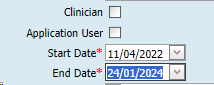 Clinician
Application User
Start Date* 11/04/2022
End Date* 24/01/2024